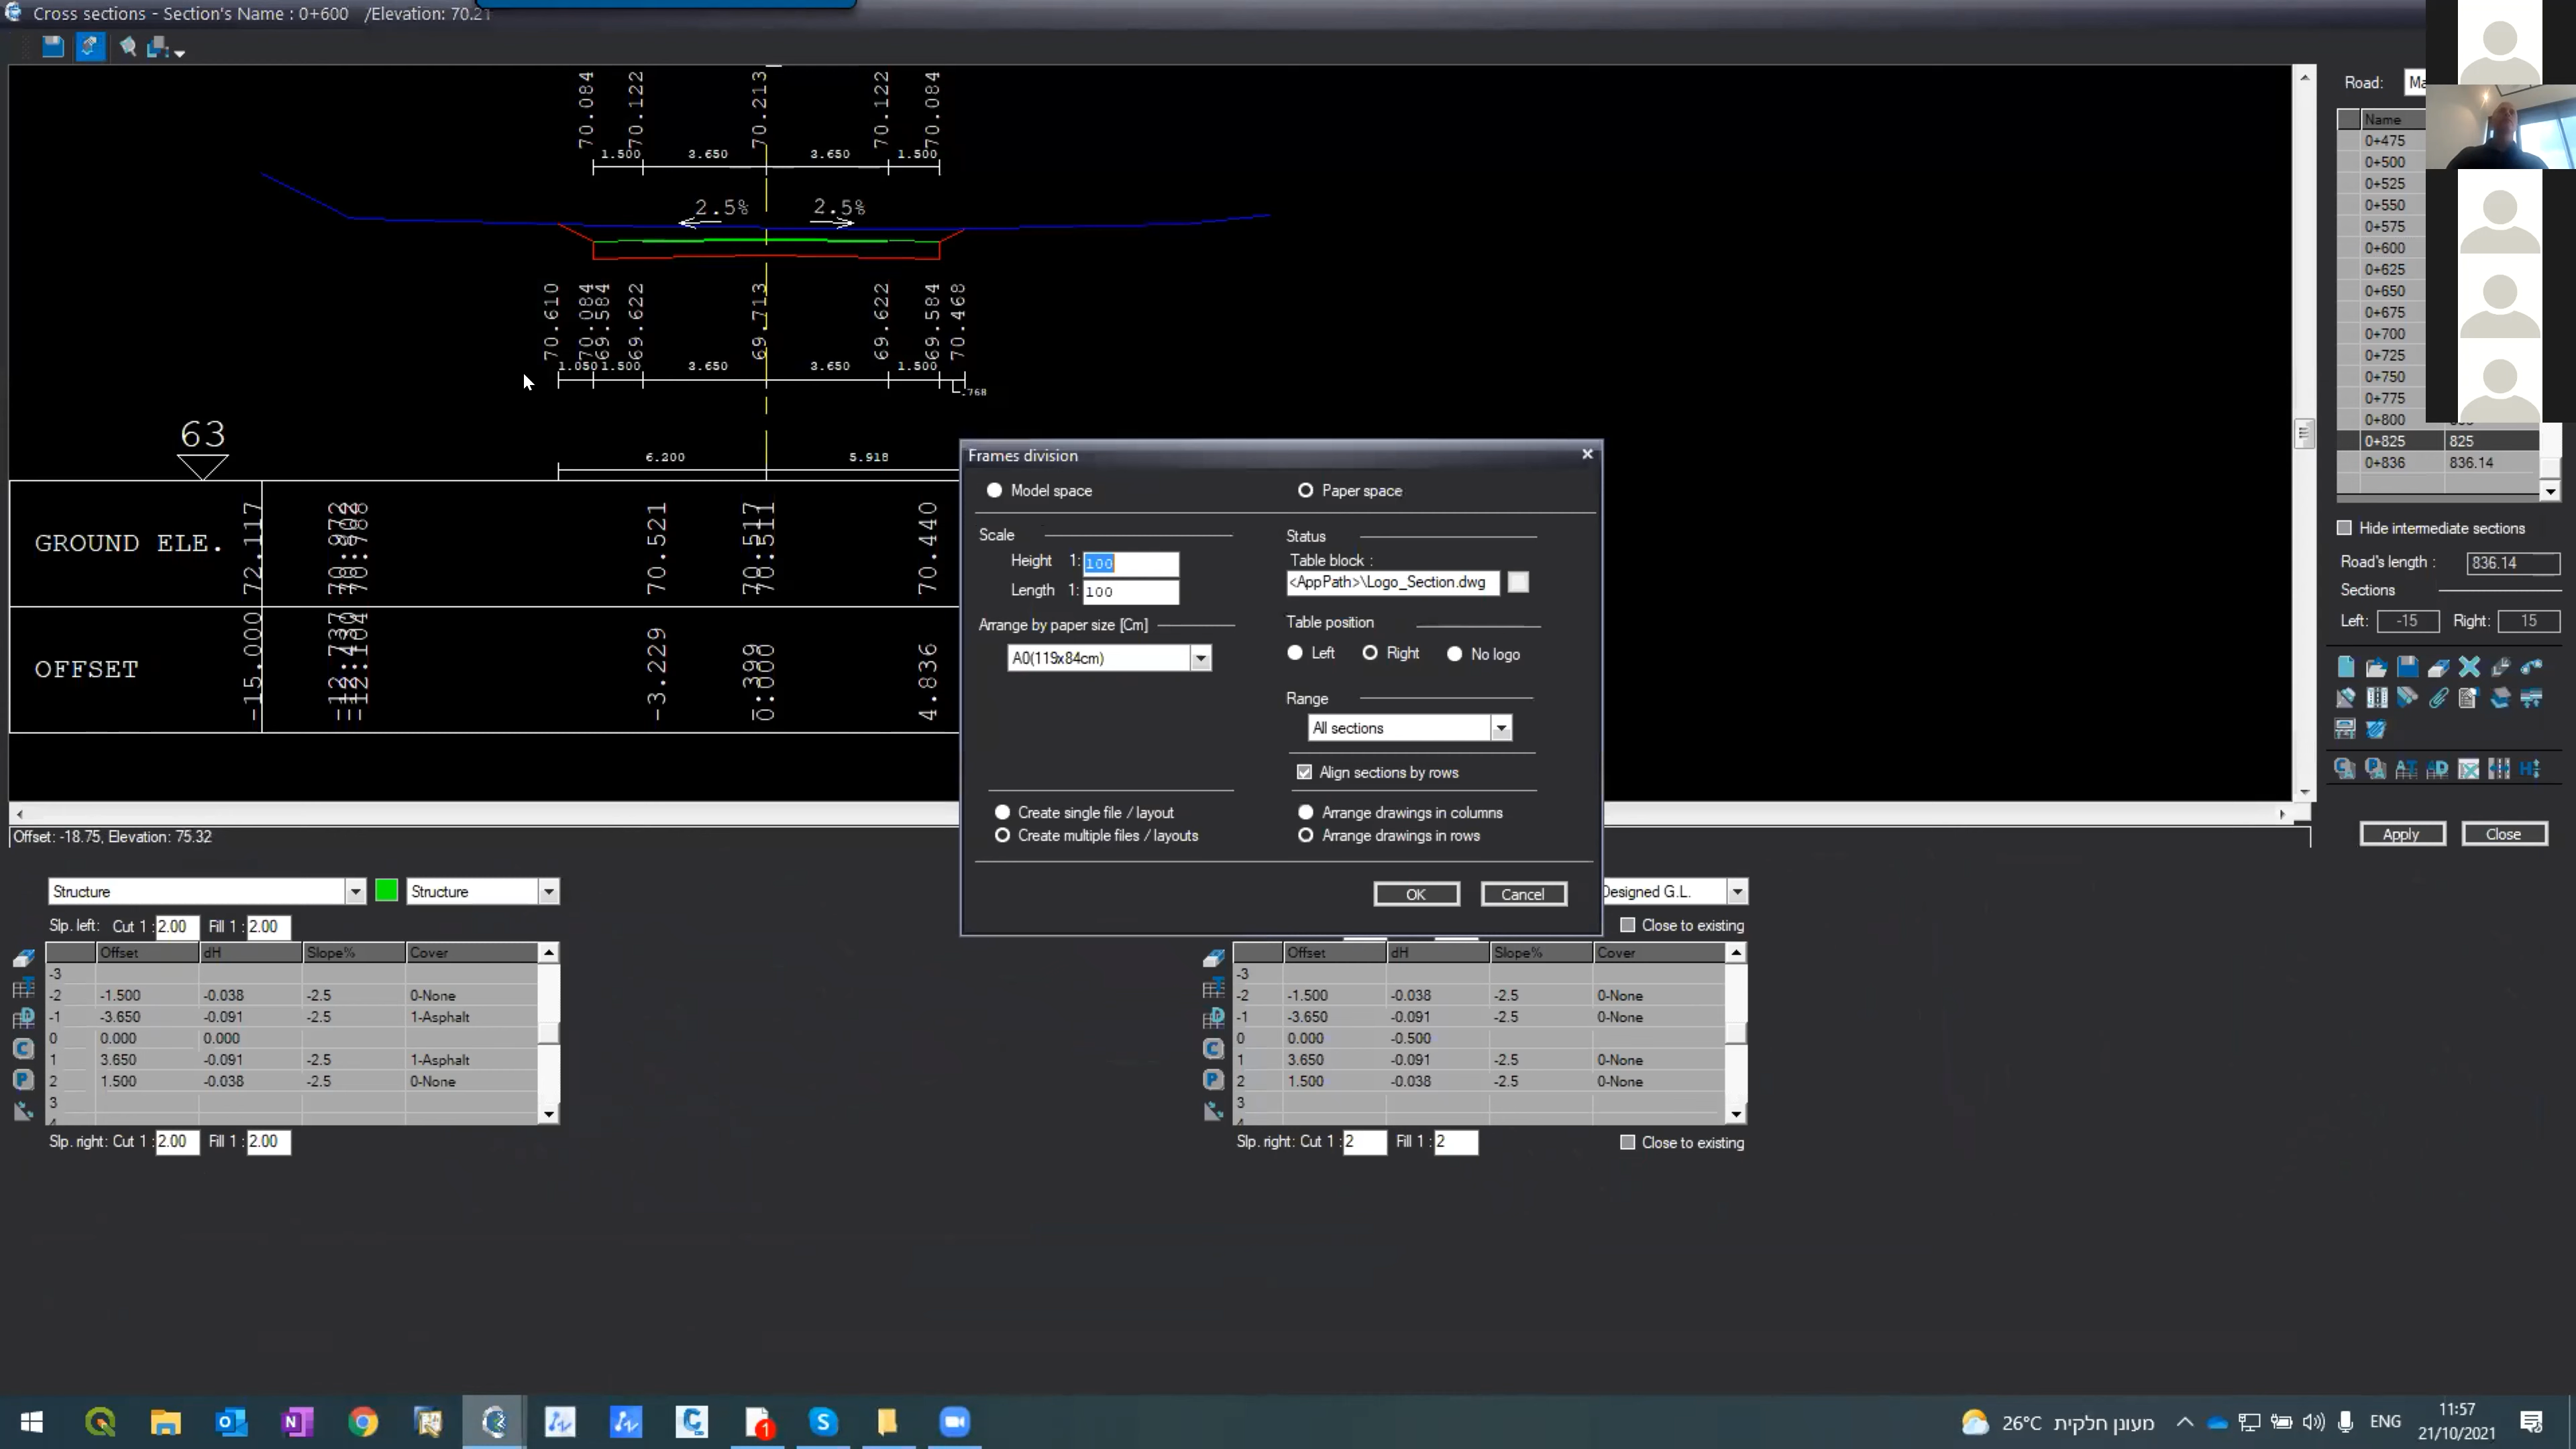 Cross sections - Section's Name : 0+600 /Elevation: 70.21
70.084
70.122
70.213
70.122
70.084
1.500 3.650 3.650 1.500
2.5% 2.5%
70.610
70.084
69.584
69.622
69.713
69.622
69.584
70.468
1.050 1.500 3.650 3.650 1.500
.768
63
6.200 5.918
GROUND ELE.
72.117
70.521
70.511
70.440
OFFSET
-15.000
-3.229
0.000
4.836
Offset: -18.75, Elevation: 75.32
Frames division
Model space
Paper space
Scale
Height 1: 100
Length 1: 100
Arrange by paper size [Cm]
A0(119x84cm)
Status
Table block :
<AppPath>\Logo_Section.dwg
Table position
Left Right No logo
Range
All sections
Align sections by rows
Create single file / layout
Create multiple files / layouts
Arrange drawings in columns
Arrange drawings in rows
OK Cancel
Road: Ma
Name
0+475
0+500
0+525
0+550
0+575
0+600
0+625
0+650
0+675
0+700
0+725
0+750
0+775
0+800
0+825 825
0+836 836.14
Hide intermediate sections
Road's length : 836.14
Sections
Left: -15 Right: 15
Apply Close
Structure Structure
Slp. left: Cut 1 : 2.00 Fill 1 : 2.00
Offset dH Slope% Cover
-3
-2 -1.500 -0.038 -2.5 0-None
-1 -3.650 -0.091 -2.5 1-Asphalt
0 0.000 0.000
1 3.650 -0.091 -2.5 1-Asphalt
2 1.500 -0.038 -2.5 0-None
3
Slp. right: Cut 1 : 2.00 Fill 1 : 2.00
Designed G.L.
Close to existing
Offset dH Slope% Cover
-3
-2 -1.500 -0.038 -2.5 0-None
-1 -3.650 -0.091 -2.5 0-None
0 0.000 -0.500
1 3.650 -0.091 -2.5 0-None
2 1.500 -0.038 -2.5 0-None
3
Slp. right: Cut 1 : 2 Fill 1 : 2
Close to existing
1
26°C מעונן חלקית
ENG
11:57
21/10/2021